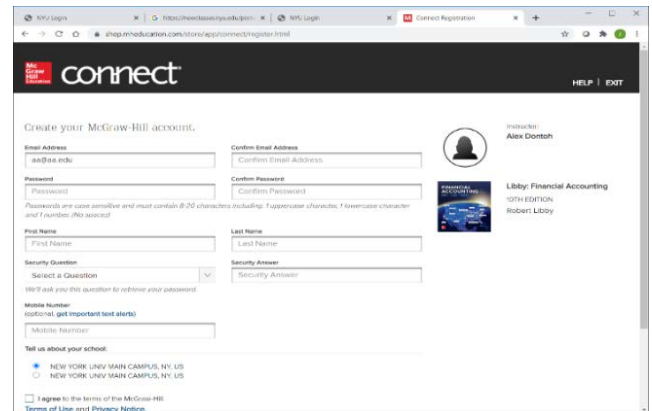 NYU Login
NYU Login
Connect Registration
shop.mheducation.com/store/app/connect/register.html
Mc
Graw
Hill
Education
connect
HELP | EXIT
Create your McGraw-Hill account.
Instructor:
Alex Dontoh
Email Address
Confirm Email Address
aa@aa.edu
Confirm Email Address
Password
Confirm Password
Password
Confirm Password
Passwords are case sensitive and must contain 8-20 characters including: 1 uppercase character, 1 lowercase character
and 1 number. (No spaces)
FINANCIAL
ACCOUNTING
Libby: Financial Accounting
10TH EDITION
Robert Libby
First Name
Last Name
First Name
Last Name
Security Question
Security Answer
Select a Question
Security Answer
We'll ask you this question to retrieve your password.
Mobile Number
(optional, get important text alerts)
Mobile Number
Tell us about your school:
NEW YORK UNIV MAIN CAMPUS, NY, US
NEW YORK UNIV MAIN CAMPUS, NY, US
I agree to the terms of the McGraw-Hill
Terms of Use and Privacy Notice.